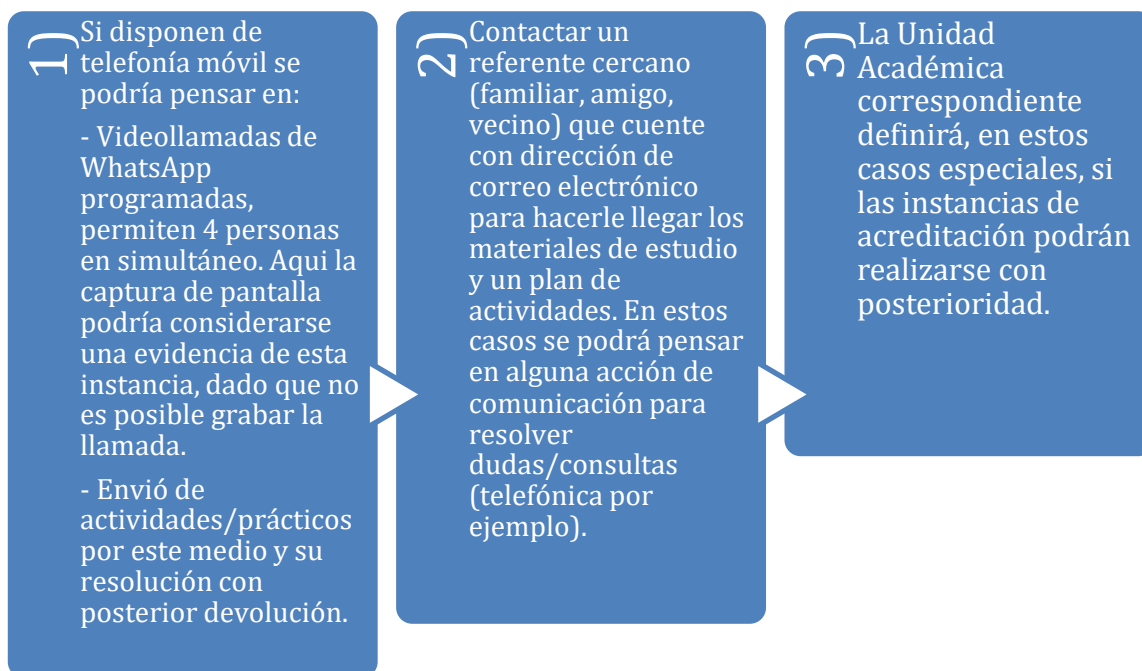 1)
Si disponen de
telefonía móvil se
podría pensar en:
- Videollamadas de
WhatsApp
programadas,
permiten 4 personas
en simultáneo. Aqui la
captura de pantalla
podría considerarse
una evidencia de esta
instancia, dado que no
es posible grabar la
llamada.
- Envió de
actividades/prácticos
por este medio y su
resolución con
posterior devolución.
2)
Contactar un
referente cercano
(familiar, amigo,
vecino) que cuente
con dirección de
correo electrónico
para hacerle llegar los
materiales de estudio
y un plan de
actividades. En estos
casos se podrá pensar
en alguna acción de
comunicación para
resolver
dudas/consultas
(telefónica por
ejemplo).
3)
La Unidad
Académica
correspondiente
definirá, en estos
casos especiales, si
las instancias de
acreditación podrán
realizarse con
posterioridad.